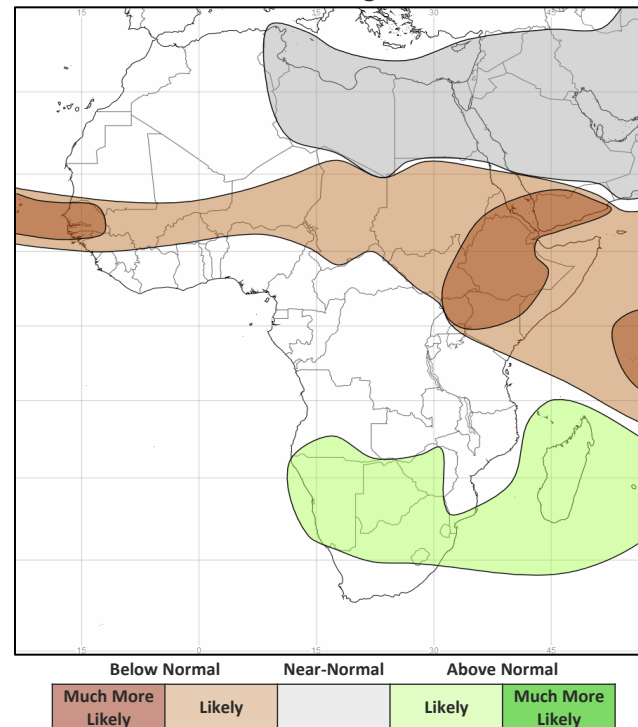 15 0 15 30 45
15 0 15 30 45
Below Normal Near-Normal Above Normal
Much More Likely Likely Much More
Likely Likely